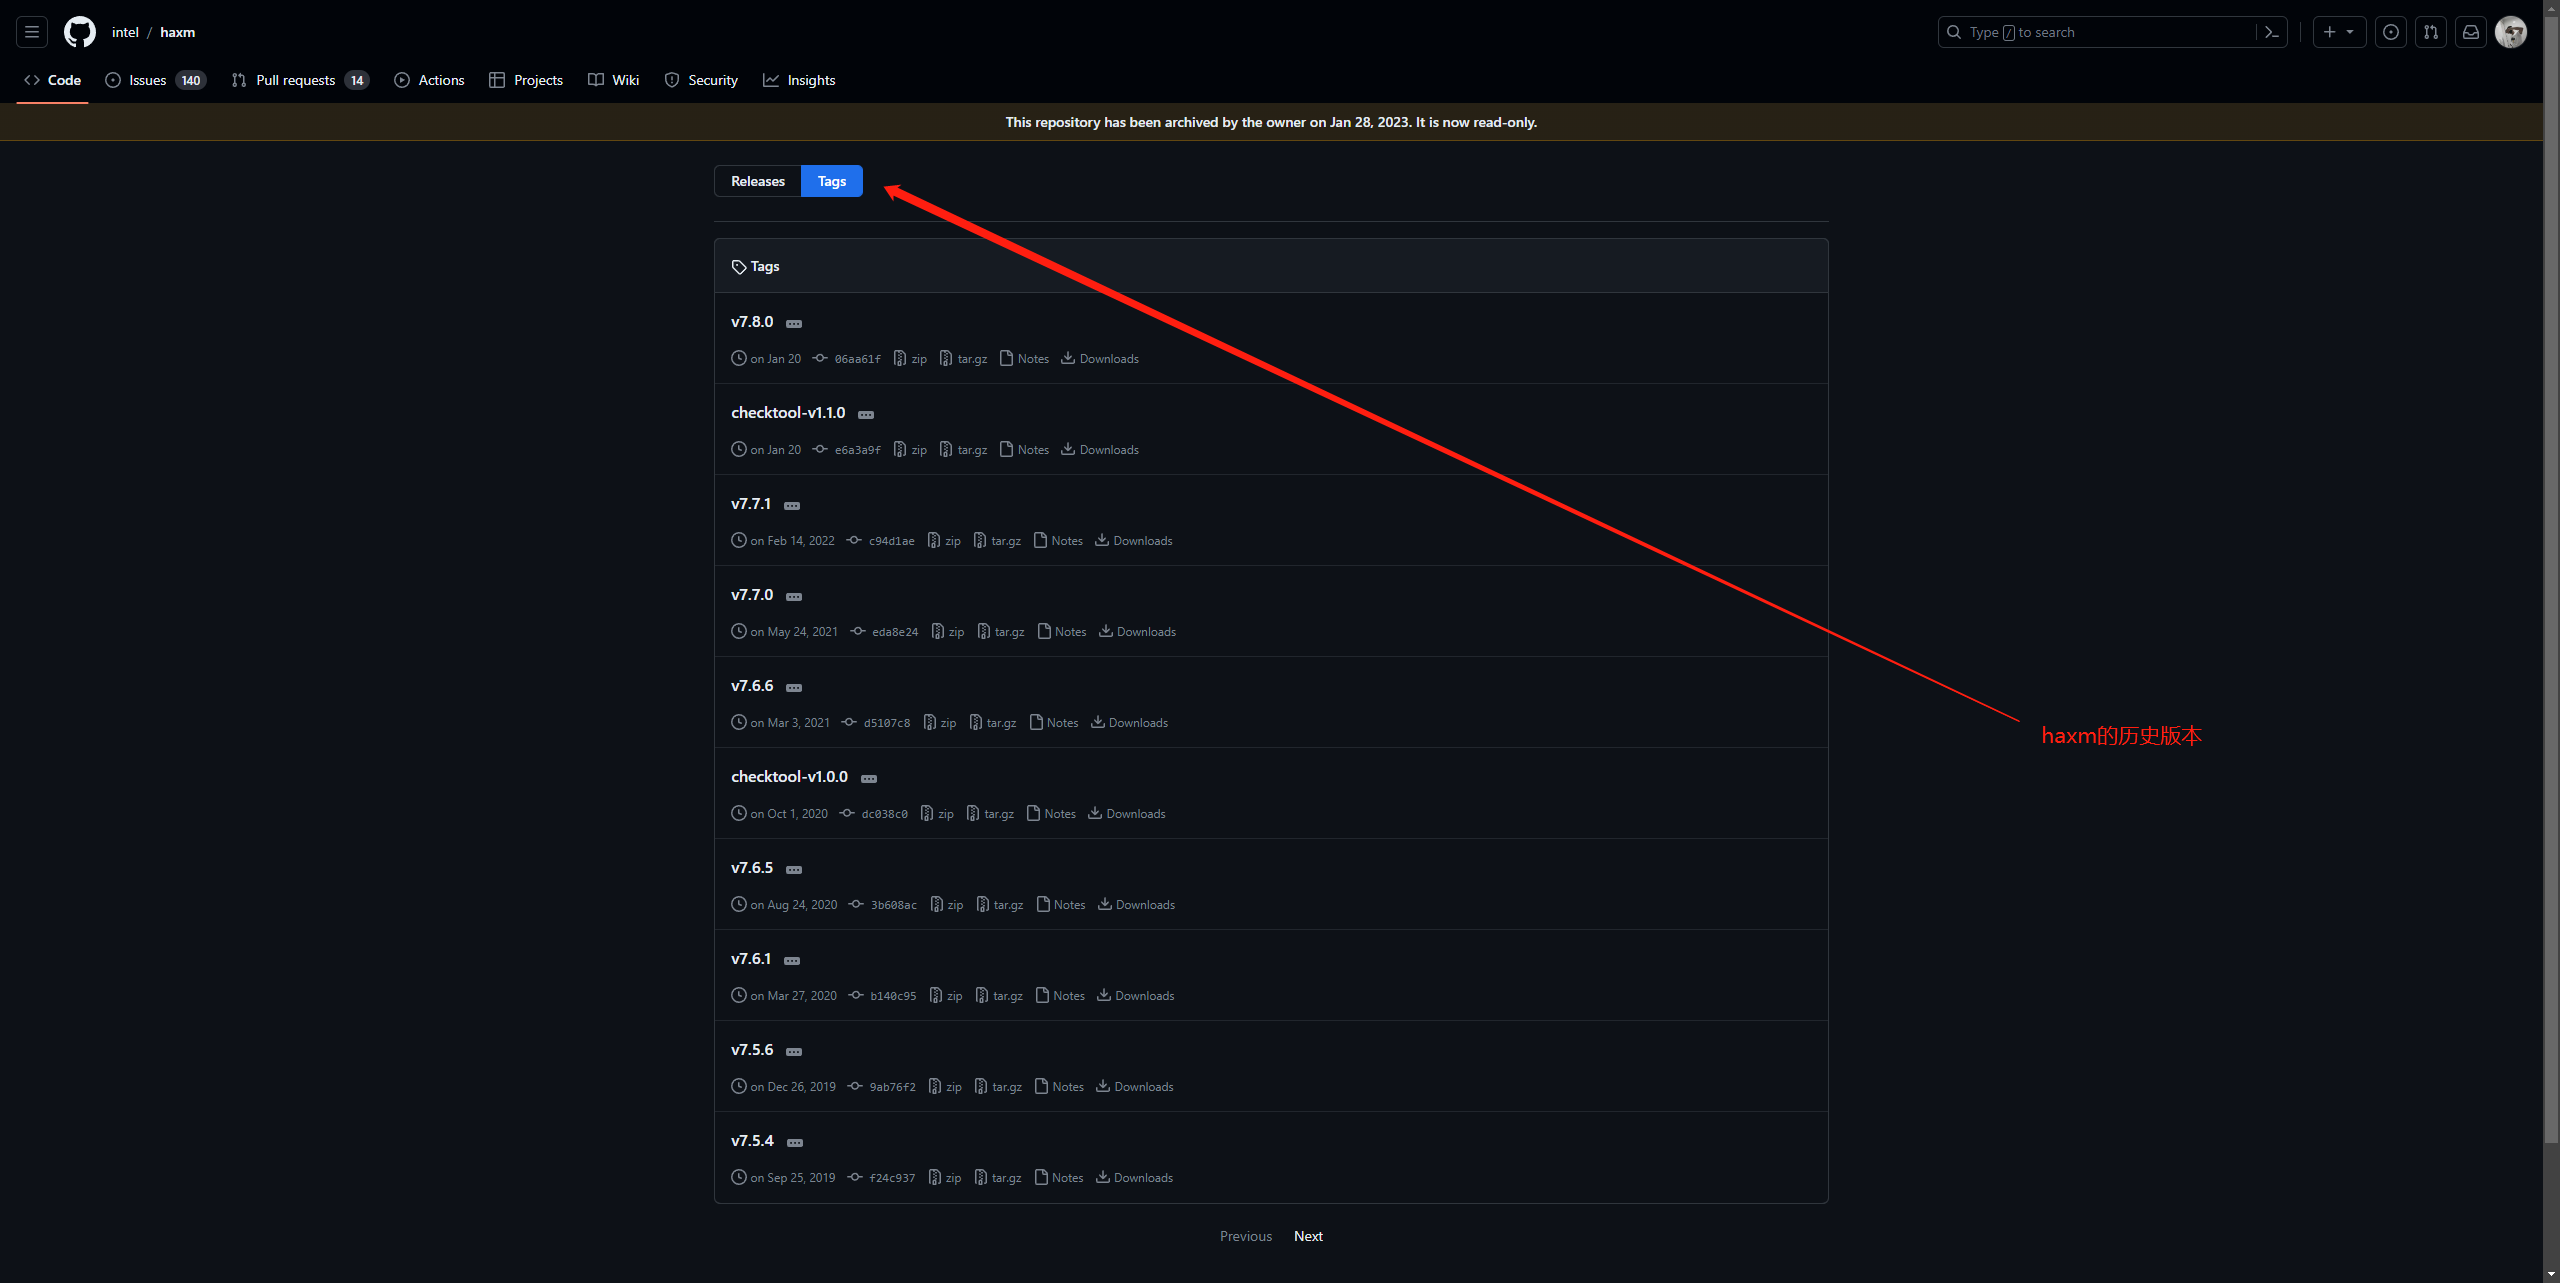 intel / haxm
Type / to search
Code Issues 140 Pull requests 14 Actions Projects Wiki Security Insights
This repository has been archived by the owner on Jan 28, 2023. It is now read-only.
Releases Tags
Tags
v7.8.0
on Jan 20 06aa61f zip tar.gz Notes Downloads
checktool-v1.1.0
on Jan 20 e6a3a9f zip tar.gz Notes Downloads
v7.7.1
on Feb 14, 2022 c94d1ae zip tar.gz Notes Downloads
v7.7.0
on May 24, 2021 eda8e24 zip tar.gz Notes Downloads
v7.6.6
on Mar 3, 2021 d5107c8 zip tar.gz Notes Downloads
haxm的历史版本
checktool-v1.0.0
on Oct 1, 2020 dc038c0 zip tar.gz Notes Downloads
v7.6.5
on Aug 24, 2020 3b608ac zip tar.gz Notes Downloads
v7.6.1
on Mar 27, 2020 b140c95 zip tar.gz Notes Downloads
v7.5.6
on Dec 26, 2019 9ab76f2 zip tar.gz Notes Downloads
v7.5.4
on Sep 25, 2019 f24c937 zip tar.gz Notes Downloads
Previous Next